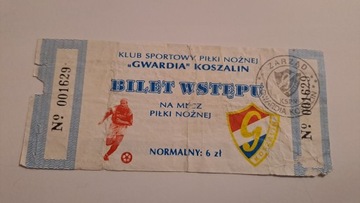 KLUB SPORTOWY PIŁKI NOŻNEJ
„GWARDIA" KOSZALIN
BILET WSTĘPU
NA MECZ
PIŁKI NOŻNEJ
NORMALNY: 6 zł
Nº 001629
Nº 001629
ZARZĄD
G